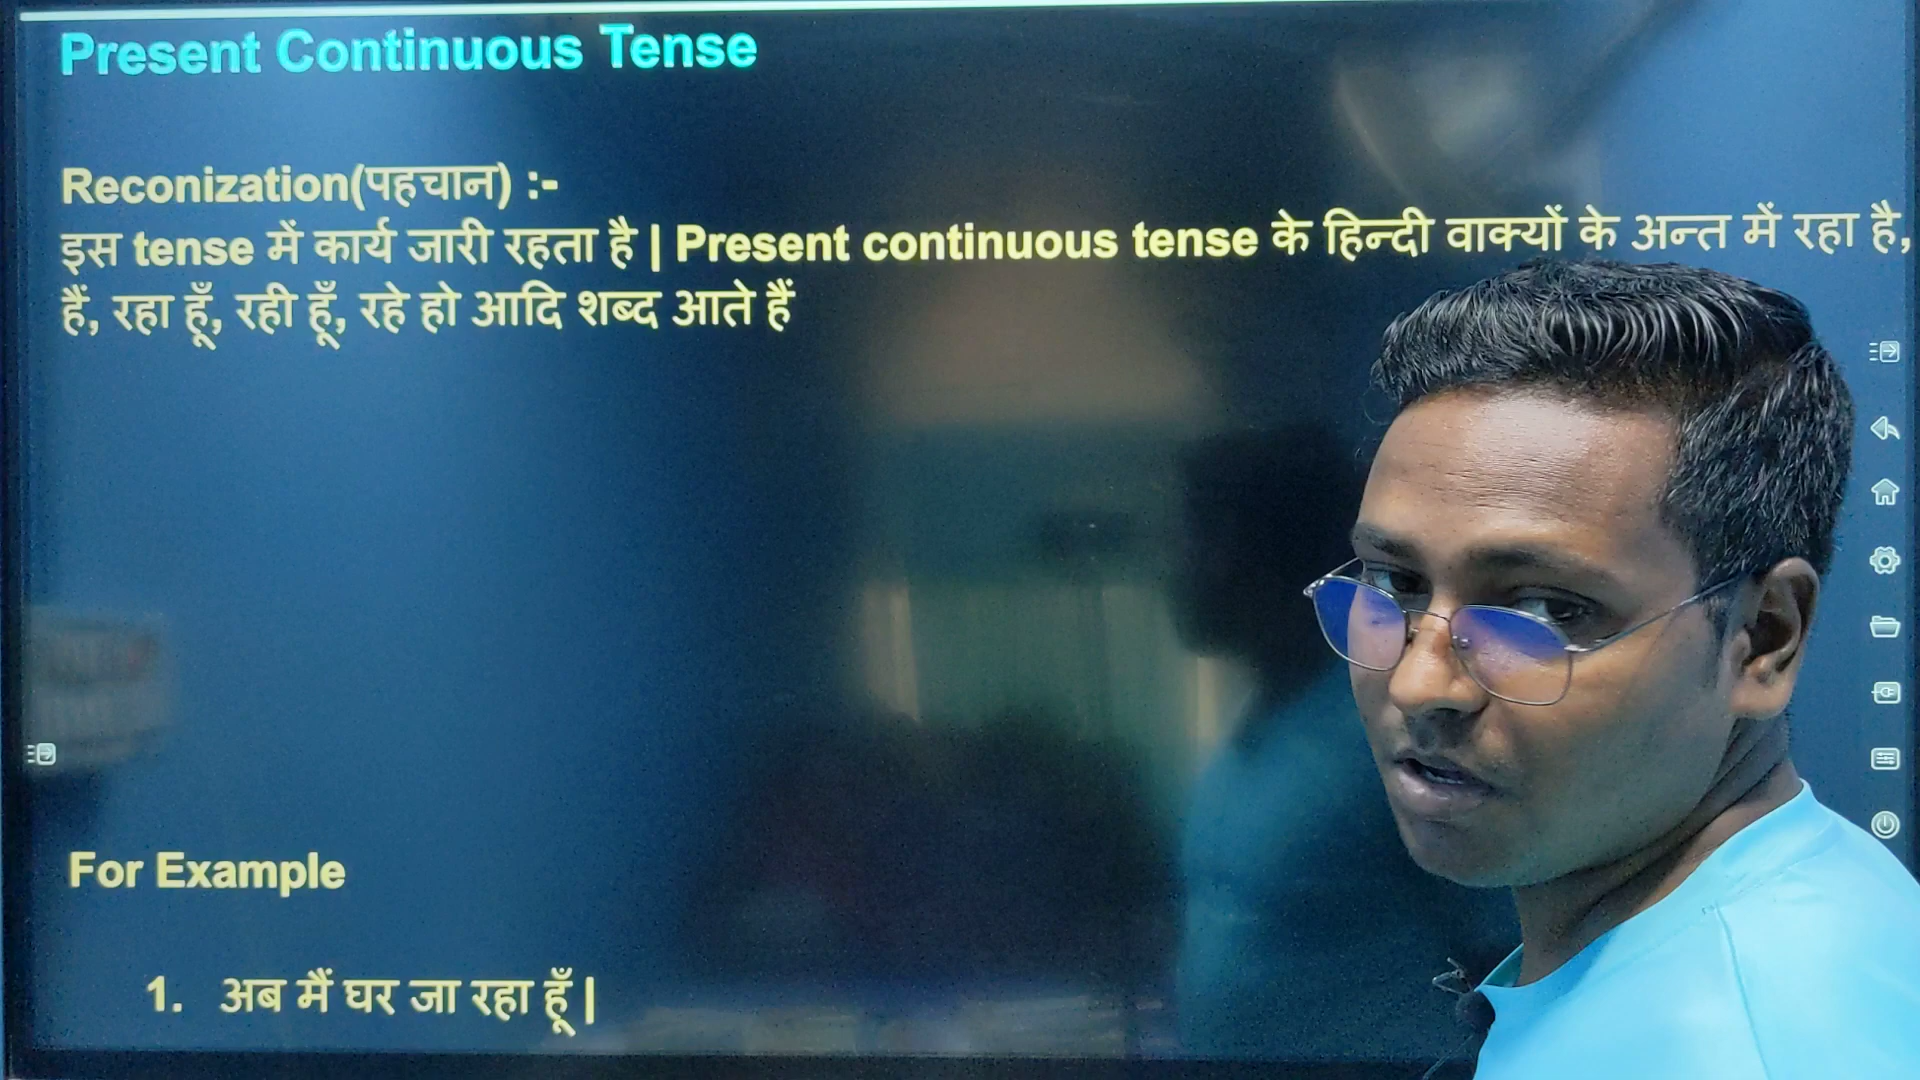 Present Continuous Tense
Reconization(पहचान) :-
इस tense में कार्य जारी रहता है | Present continuous tense के हिन्दी वाक्यों के अन्त में रहा है,
हैं, रहा हूँ, रही हूँ, रहे हो आदि शब्द आते हैं
For Example
1. अब मैं घर जा रहा हूँ |